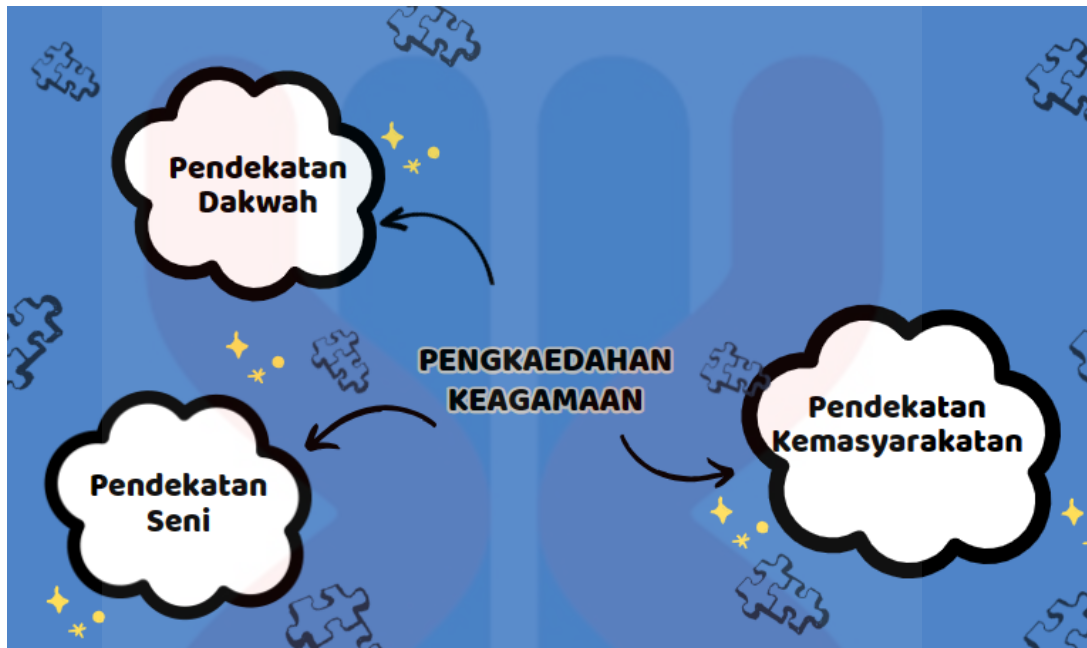 Pendekatan
Dakwah
PENGKAEDAHAN
KEAGAMAAN
Pendekatan
Kemasyarakatan
Pendekatan
Seni